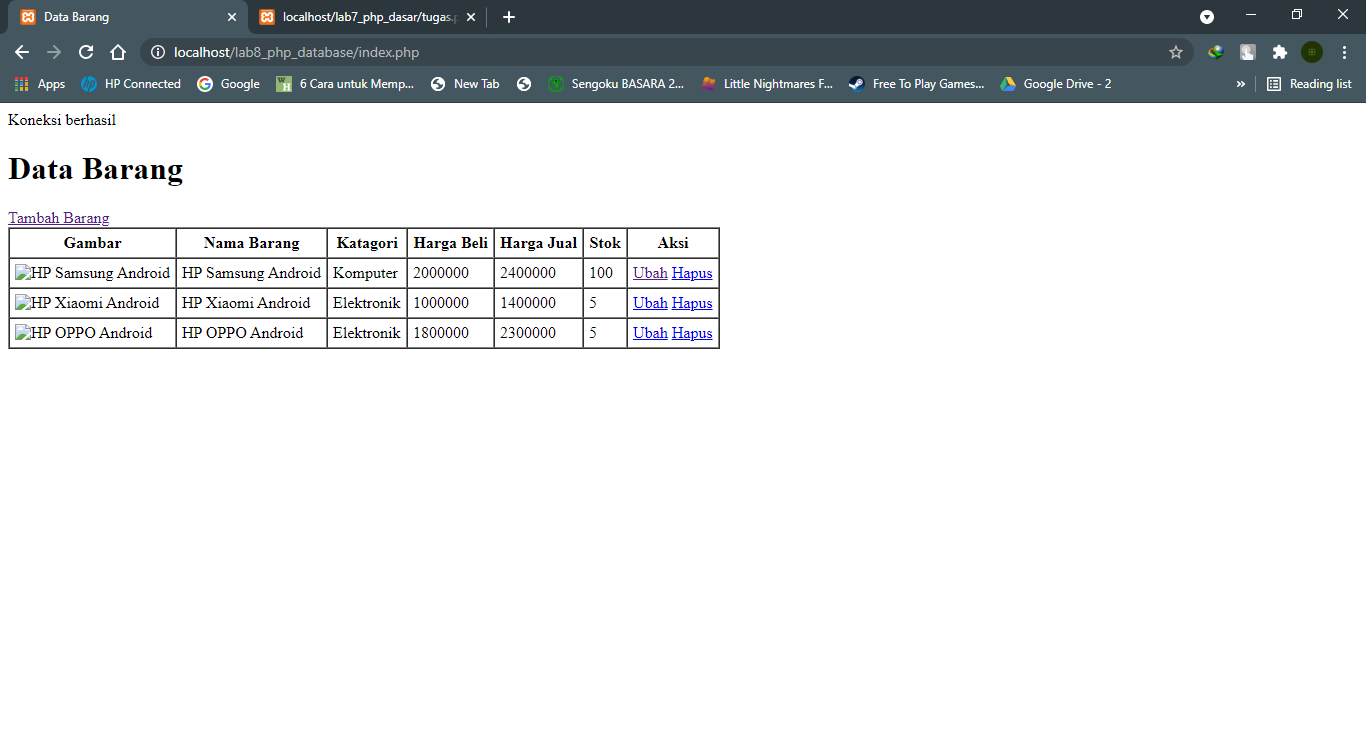 Data Barang
localhost/lab7_php_dasar/tugas.p
localhost/lab8_php_database/index.php
Apps HP Connected Google 6 Cara untuk Memp... New Tab Sengoku BASARA 2... Little Nightmares F... Free To Play Games... Google Drive - 2 » Reading list
Koneksi berhasil
Data Barang
Tambah Barang
Gambar Nama Barang Katagori Harga Beli Harga Jual Stok Aksi
HP Samsung Android HP Samsung Android Komputer 2000000 2400000 100 Ubah Hapus
HP Xiaomi Android HP Xiaomi Android Elektronik 1000000 1400000 5 Ubah Hapus
HP OPPO Android HP OPPO Android Elektronik 1800000 2300000 5 Ubah Hapus